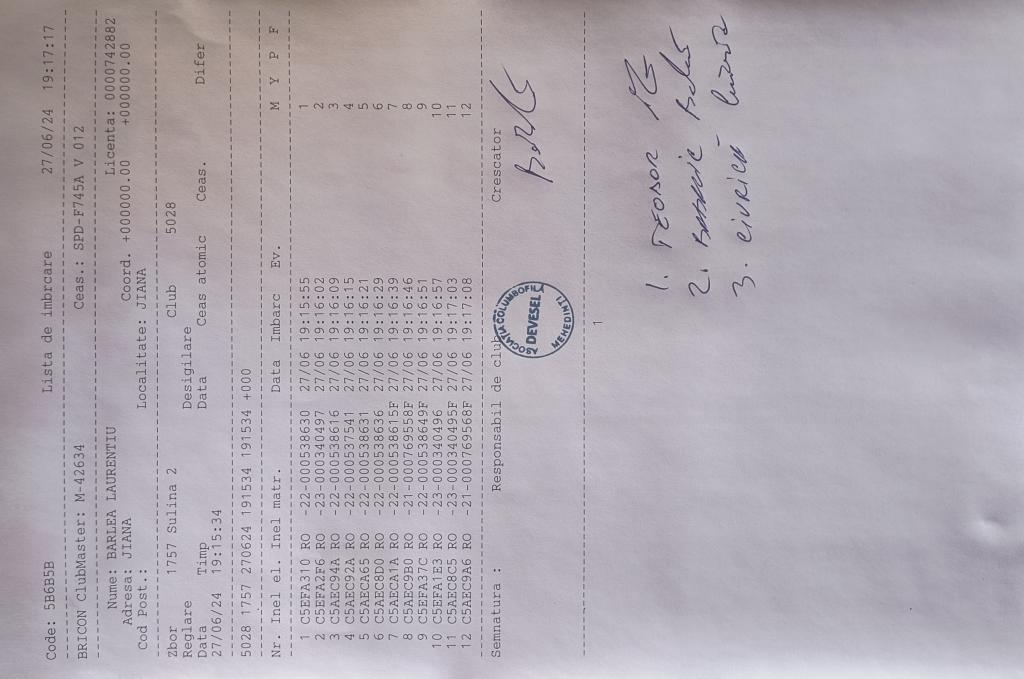 Code: 5B6B5B Lista de imbrcare 27/06/24 19:17:17
BRICON ClubMaster: M-42634 Ceas.: SPD-F745A V 012
Nume: BARLEA LAURENTIU Licenta: 0000742882
Adresa: JIANA Coord. +000000.00 +000000.00
Cod Post.: Localitate: JIANA
Zbor 1757 Sulina 2 Club 5028
Reglare Desigilare
Data Timp Data Ceas atomic Ceas. Difer
27/06/24 19:15:34
5028 1757 270624 191534 191534 191534 +000
Nr. Inel el. Inel matr. Data Imbarc Ev. M Y P F
1 C5EFA310 RO -22-000538630 27/06 19:15:55 1
2 C5EFA2F6 RO -23-000340497 27/06 19:16:02 2
3 C5AEC94A RO -22-000538616 27/06 19:16:09 3
4 C5AEC92A RO -22-000537541 27/06 19:16:15 4
5 C5AECA65 RO -22-000538631 27/06 19:16:21 5
6 C5AEC8D0 RO -22-000538636 27/06 19:16:29 6
7 C5AECA1A RO -22-000538615F 27/06 19:16:39 7
8 C5AEC9B0 RO -21-000769558F 27/06 19:16:46 8
9 C5EFA37C RO -22-000538649F 27/06 19:16:51 9
10 C5EFA1E3 RO -23-000340496 27/06 19:16:57 10
11 C5AEC8C5 RO -23-000340495F 27/06 19:17:03 11
12 C5AEC9A6 RO -21-000769568F 27/06 19:17:08 12
Semnatura : Responsabil de club Crescator
ASOCIATIA COLUMBOFILA
DEVESEL
MEHEDINTI
1
1. TEODOR
2.
3.